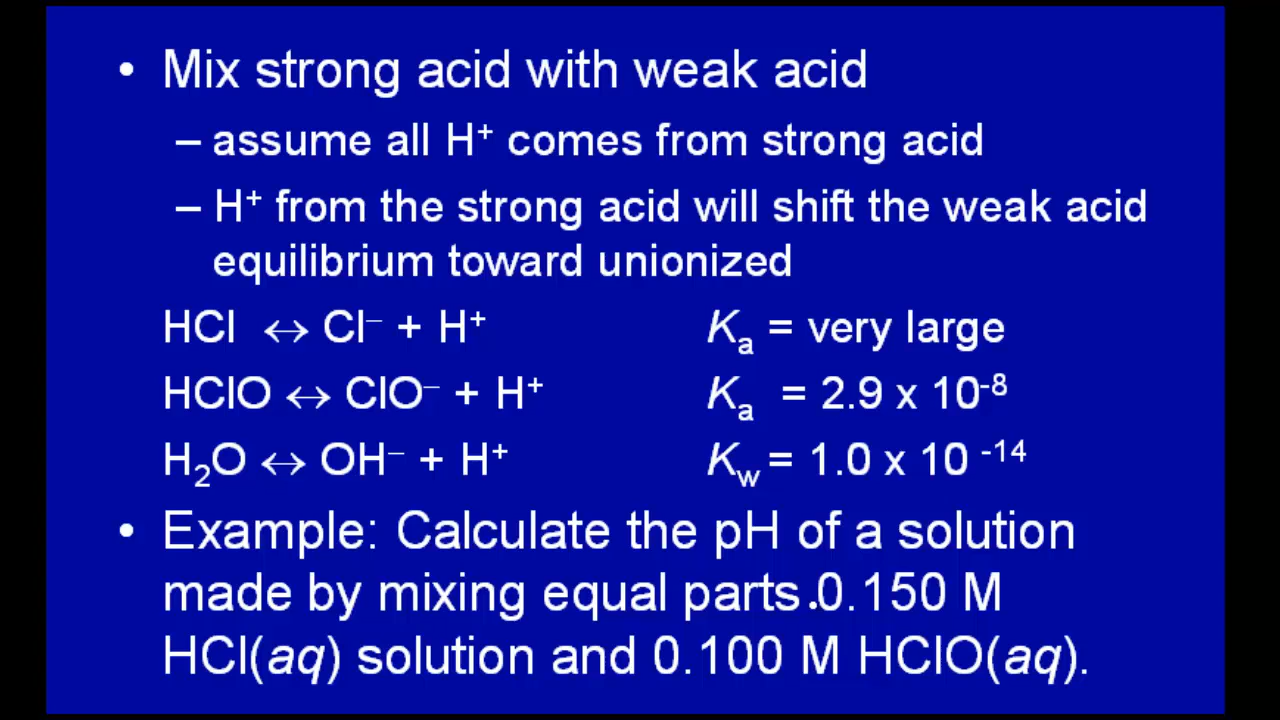 • Mix strong acid with weak acid
– assume all H⁺ comes from strong acid
– H⁺ from the strong acid will shift the weak acid
equilibrium toward unionized
HCl ↔ Cl⁻ + H⁺ Kₐ = very large
HClO ↔ ClO⁻ + H⁺ Kₐ = 2.9 x 10⁻⁸
H₂O ↔ OH⁻ + H⁺ K_w = 1.0 x 10 ⁻¹⁴
• Example: Calculate the pH of a solution
made by mixing equal parts 0.150 M
HCl(aq) solution and 0.100 M HClO(aq).